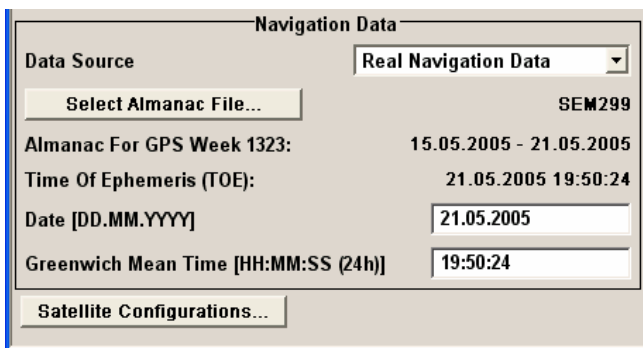 Navigation Data
Data Source Real Navigation Data
Select Almanac File... SEM299
Almanac For GPS Week 1323: 15.05.2005 - 21.05.2005
Time Of Ephemeris (TOE): 21.05.2005 19:50:24
Date [DD.MM.YYYY] 21.05.2005
Greenwich Mean Time [HH:MM:SS (24h)] 19:50:24
Satellite Configurations...